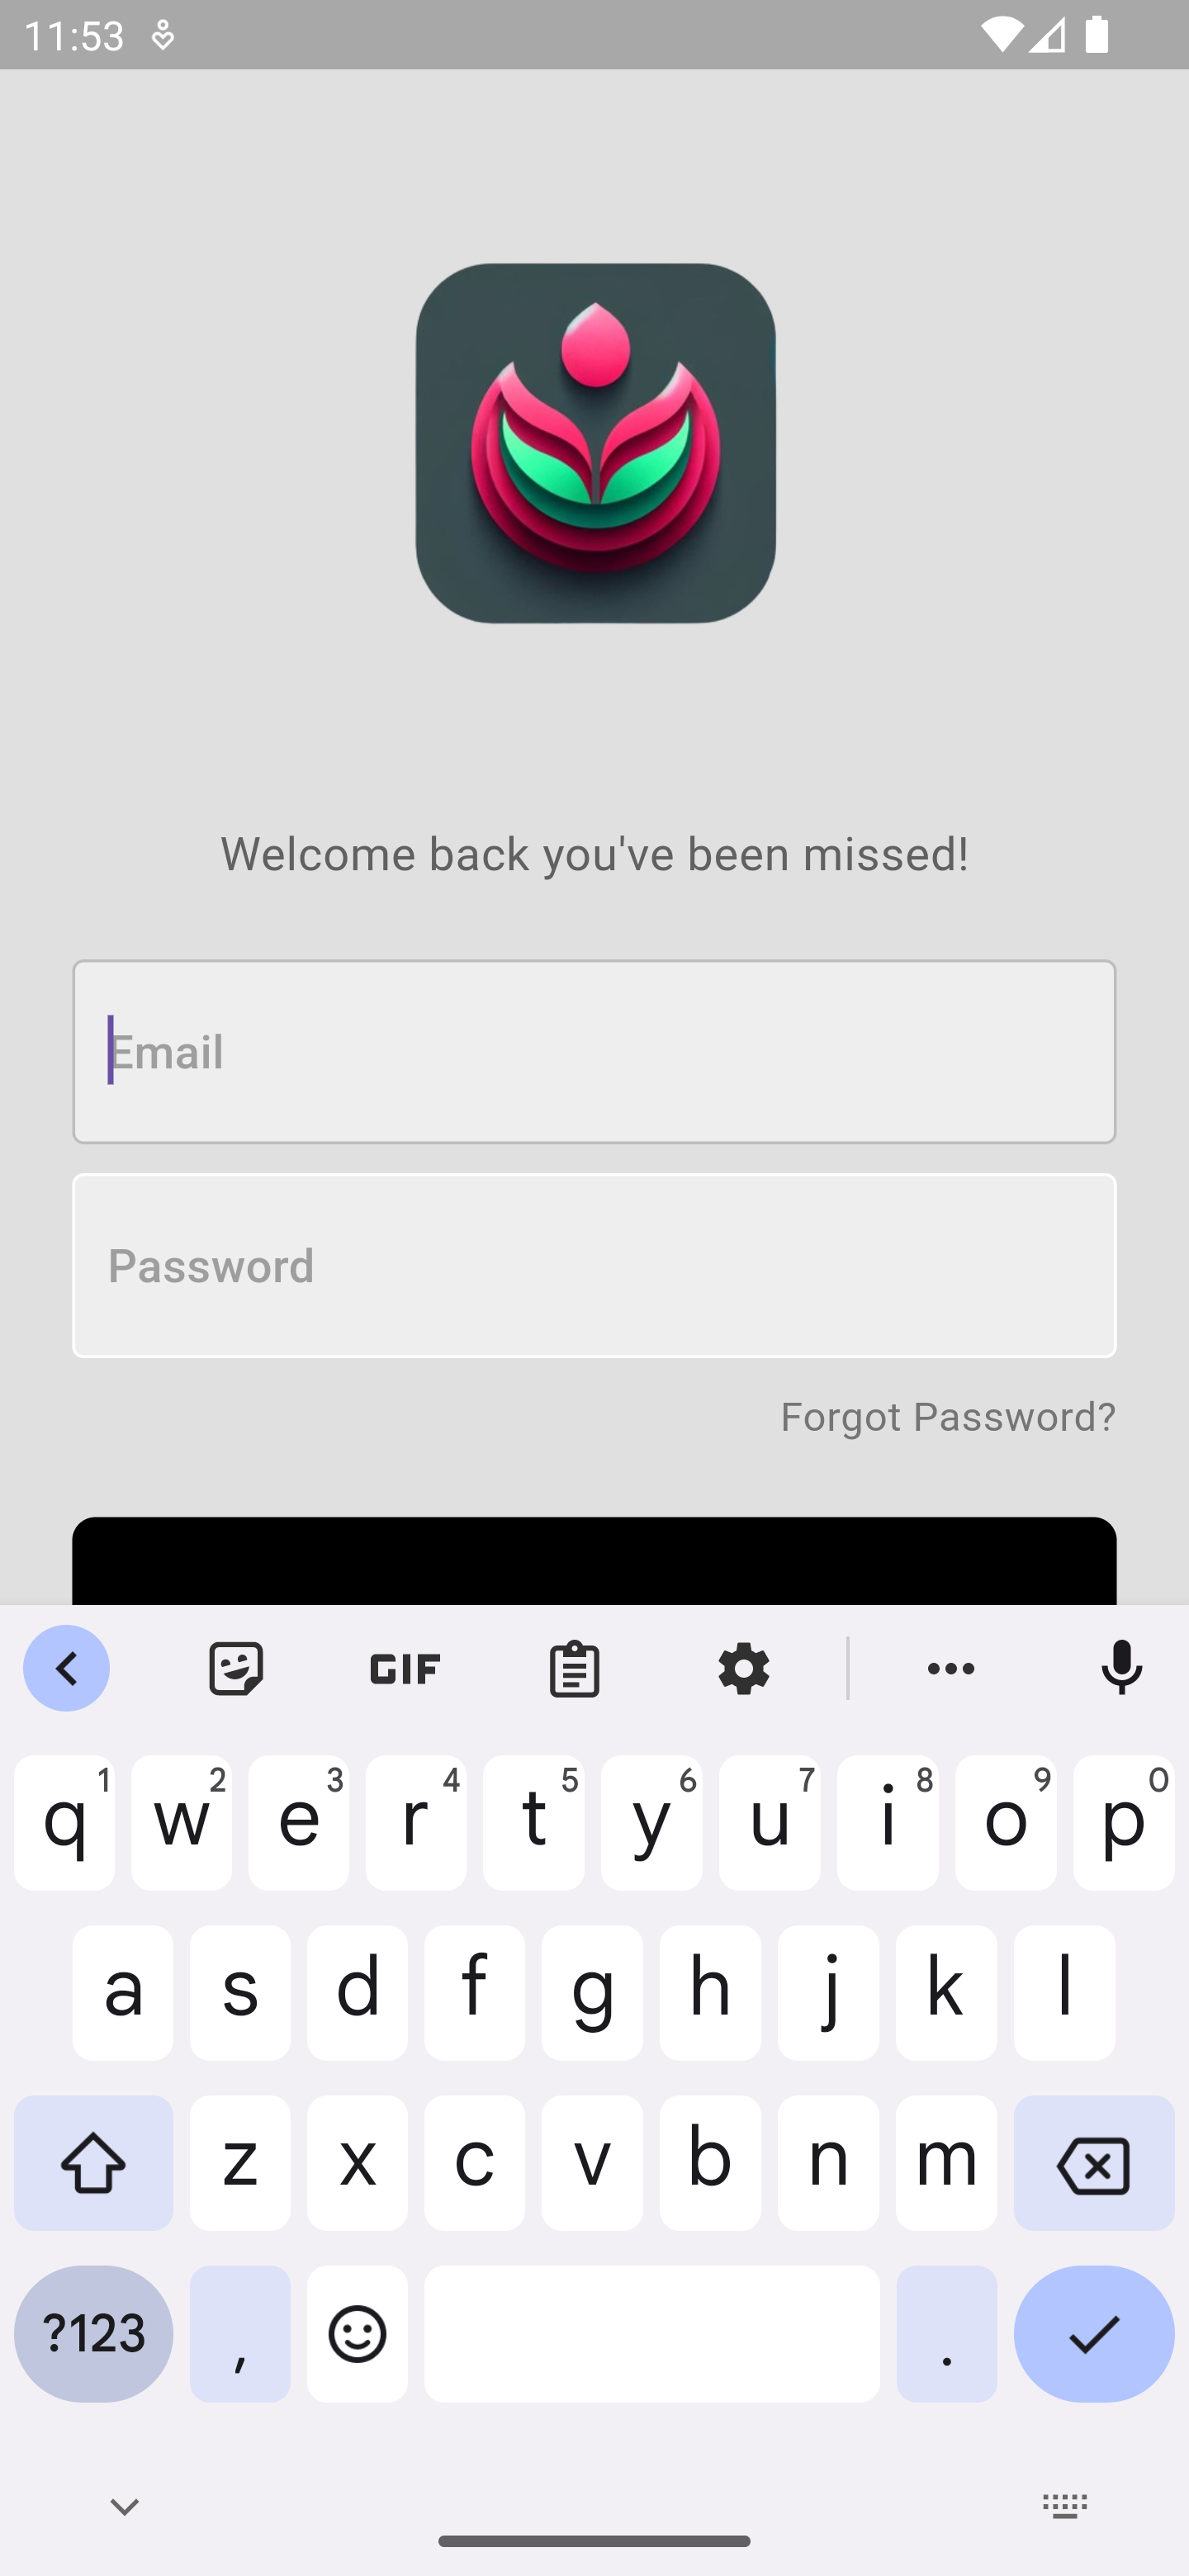 11:53
Welcome back you've been missed!
Email
Password
Forgot Password?
GIF
q1 w2 e3 r4 t5 y6 u7 i8 o9 p0
a s d f g h j k l
z x c v b n m
?123 , .